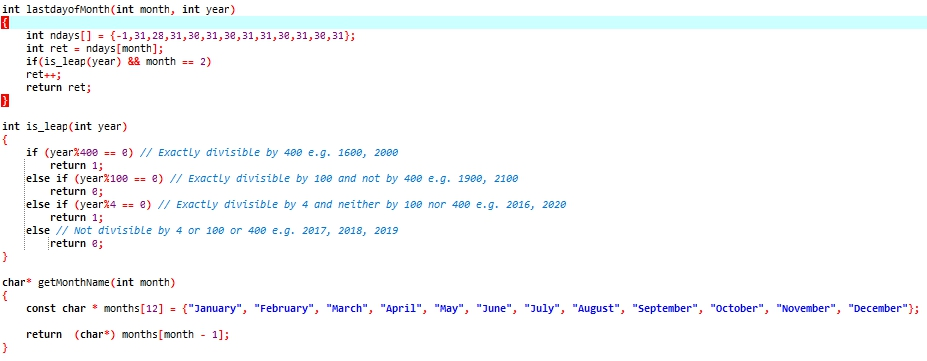 int lastdayofMonth(int month, int year)
{
    int ndays[] = {-1,31,28,31,30,31,30,31,31,30,31,30,31};
    int ret = ndays[month];
    if(is_leap(year) && month == 2)
    ret++;
    return ret;
}

int is_leap(int year)
{
    if (year%400 == 0) // Exactly divisible by 400 e.g. 1600, 2000
        return 1;
    else if (year%100 == 0) // Exactly divisible by 100 and not by 400 e.g. 1900, 2100
        return 0;
    else if (year%4 == 0) // Exactly divisible by 4 and neither by 100 nor 400 e.g. 2016, 2020
        return 1;
    else // Not divisible by 4 or 100 or 400 e.g. 2017, 2018, 2019
        return 0;
}

char* getMonthName(int month)
{
    const char * months[12] = {"January", "February", "March", "April", "May", "June", "July", "August", "September", "October", "November", "December"};

    return  (char*) months[month - 1];
}